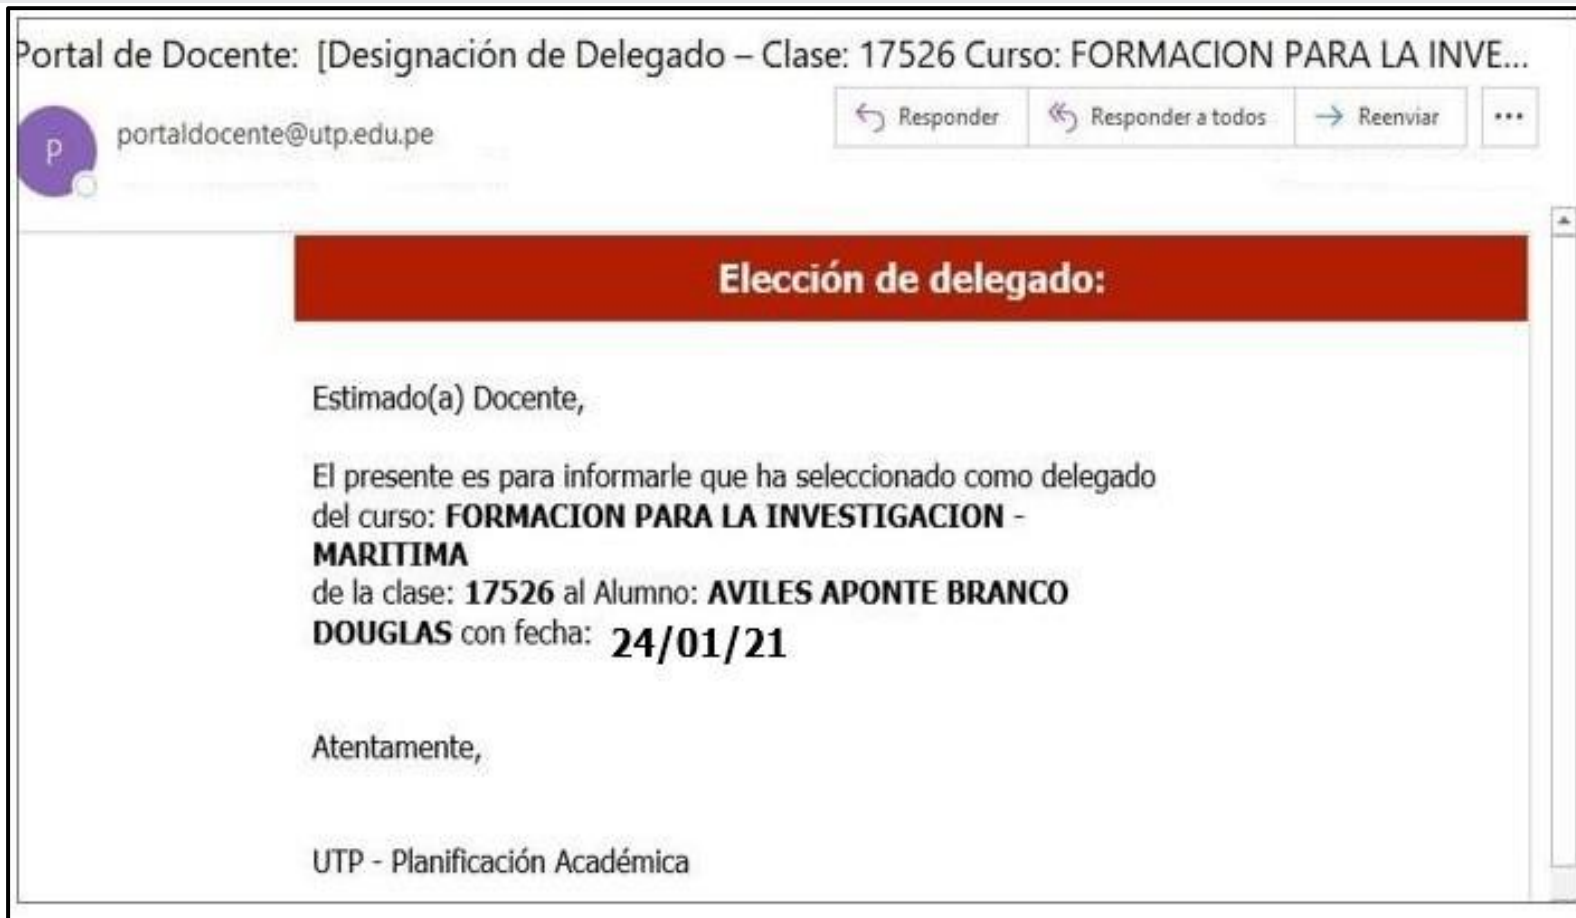 Portal de Docente: [Designación de Delegado – Clase: 17526 Curso: FORMACION PARA LA INVE...
Responder
Responder a todos
Reenviar
P
portaldocente@utp.edu.pe
Elección de delegado:
Estimado(a) Docente,
El presente es para informarle que ha seleccionado como delegado
del curso: FORMACION PARA LA INVESTIGACION -
MARITIMA
de la clase: 17526 al Alumno: AVILES APONTE BRANCO
DOUGLAS con fecha: 24/01/21
Atentamente,
UTP - Planificación Académica